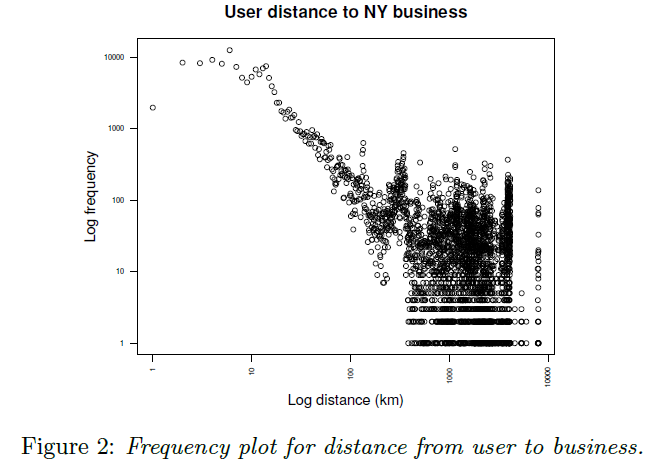 User distance to NY business
10000
1000
100
10
1
Log frequency
1
10
100
1000
10000
Log distance (km)
Figure 2: Frequency plot for distance from user to business.